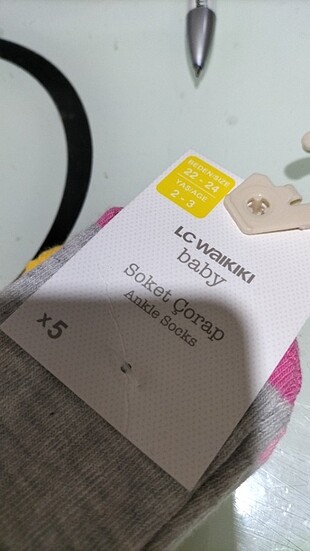 BEDEN/SIZE
22 - 24
YAŞ/AGE
2 - 3
LC WAIKIKI
baby
Soket Çorap
Ankle Socks
x5